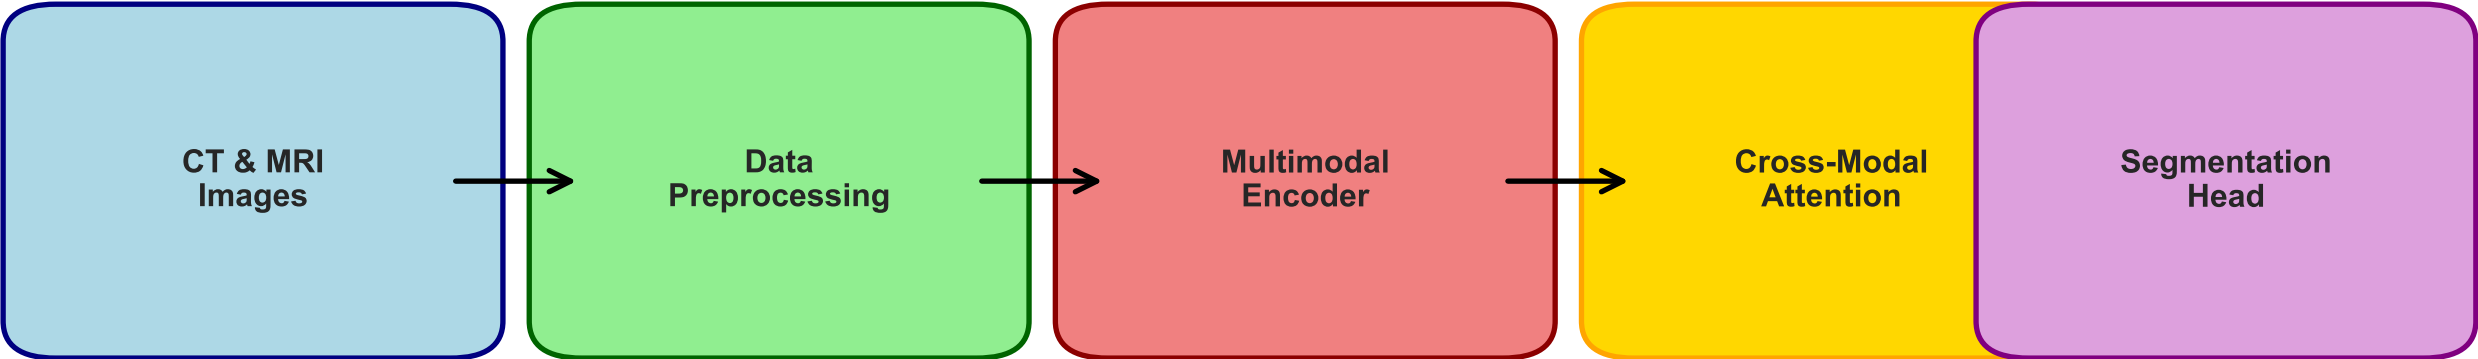 CT & MRI
Images
Data
Preprocessing
Multimodal
Encoder
Cross-Modal
Attention
Segmentation
Head